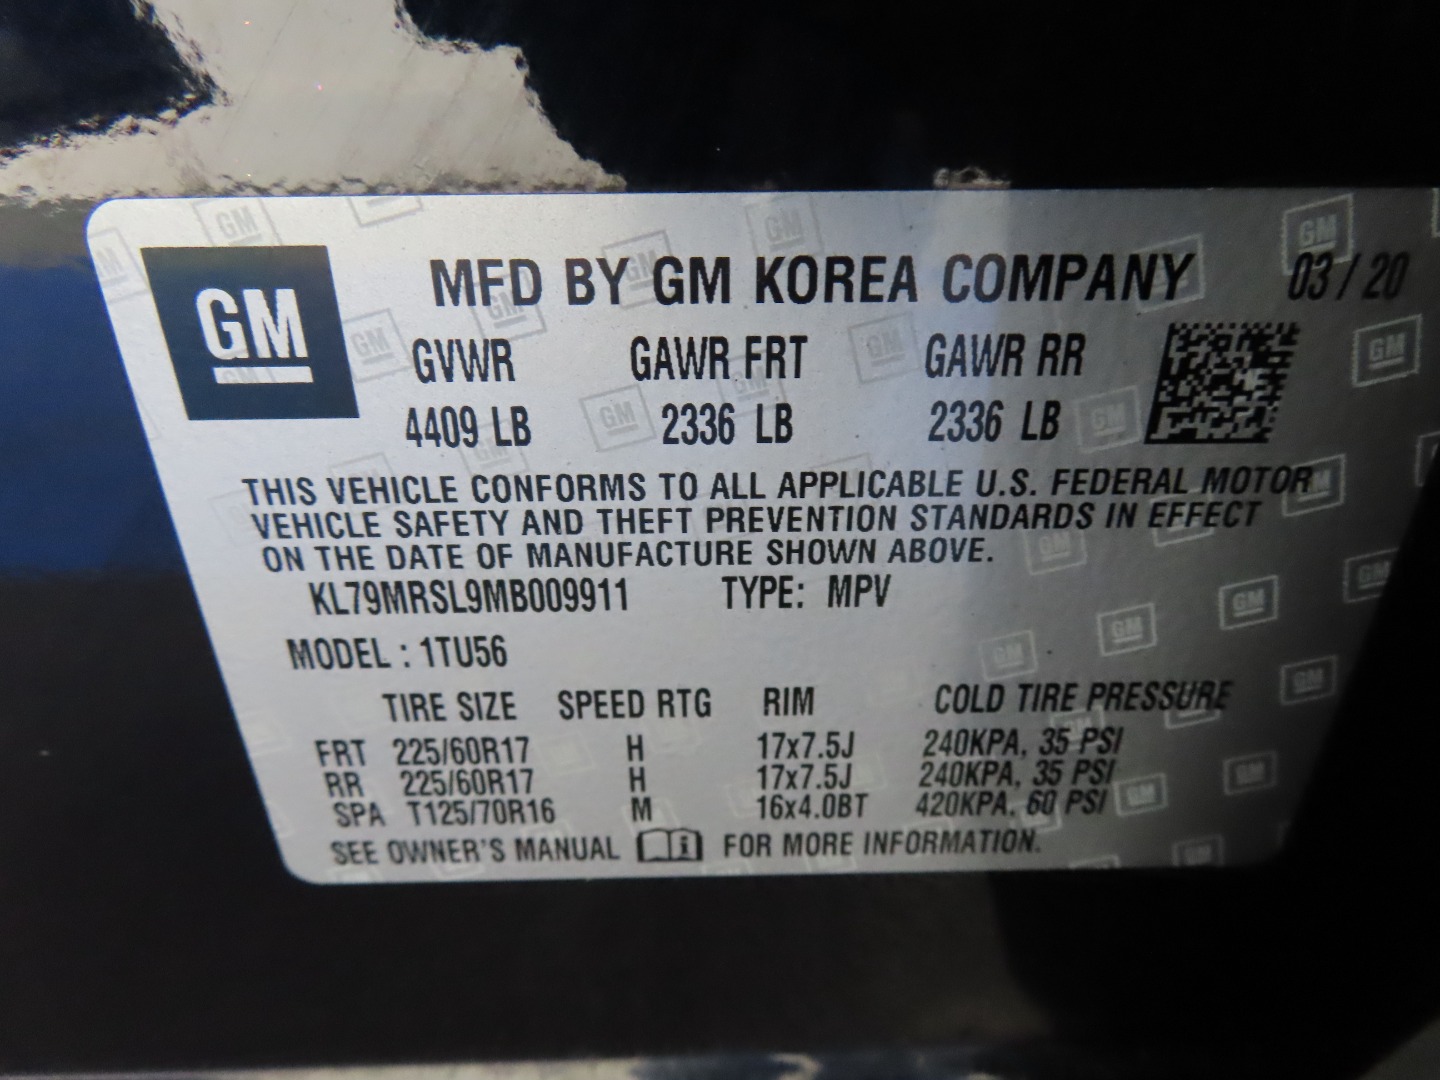 GM
MFD BY GM KOREA COMPANY 03/20
GVWR GAWR FRT GAWR RR
4409 LB 2336 LB 2336 LB
THIS VEHICLE CONFORMS TO ALL APPLICABLE U.S. FEDERAL MOTOR
VEHICLE SAFETY AND THEFT PREVENTION STANDARDS IN EFFECT
ON THE DATE OF MANUFACTURE SHOWN ABOVE.
KL79MRSL9MB009911 TYPE: MPV
MODEL : 1TU56
TIRE SIZE SPEED RTG RIM COLD TIRE PRESSURE
FRT 225/60R17 H 17x7.5J 240KPA, 35 PSI
RR 225/60R17 H 17x7.5J 240KPA, 35 PSI
SPA T125/70R16 M 16x4.0BT 420KPA, 60 PSI
SEE OWNER'S MANUAL i FOR MORE INFORMATION.